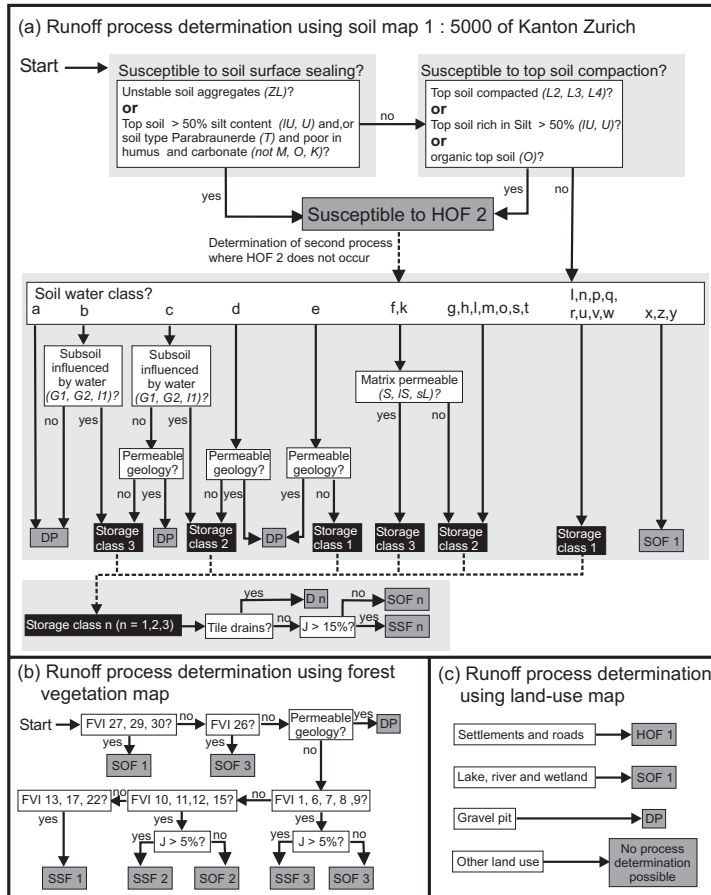 (a) Runoff process determination using soil map 1 : 5000 of Kanton Zurich
Start
Susceptible to soil surface sealing?
Unstable soil aggregates (ZL)?
or
Top soil > 50% silt content (lU, U) and,or
soil type Parabraunerde (T) and poor in
humus and carbonate (not M, O, K)?
no
Susceptible to top soil compaction?
Top soil compacted (L2, L3, L4)?
or
Top soil rich in Silt > 50% (lU, U)?
or
organic top soil (O)?
yes
yes
no
Susceptible to HOF 2
Determination of second process
where HOF 2 does not occur
Soil water class?
a b c d e f,k g,h,l,m,o,s,t
l,n,p,q,
r,u,v,w
x,z,y
Subsoil
influenced
by water
(G1, G2, I1)?
Subsoil
influenced
by water
(G1, G2, I1)?
Matrix permeable
(S, lS, sL)?
no yes no yes yes no
Permeable
geology?
Permeable
geology?
Permeable
geology?
no yes no yes yes no
DP
Storage
class 3
DP
Storage
class 2
DP
Storage
class 1
Storage
class 3
Storage
class 2
Storage
class 1
SOF 1
Storage class n (n = 1,2,3)
Tile drains?
yes
D n
no
J > 15%?
no
SOF n
yes
SSF n
(b) Runoff process determination using forest
vegetation map
Start
FVI 27, 29, 30?
no
FVI 26?
no
Permeable
geology?
yes
DP
yes
SOF 1
yes
SOF 3
no
FVI 13, 17, 22?
no
FVI 10, 11,12, 15?
no
FVI 1, 6, 7, 8 ,9?
yes
yes
yes
J > 5%?
J > 5%?
yes no yes no
SSF 1
SSF 2
SOF 2
SSF 3
SOF 3
(c) Runoff process determination
using land-use map
Settlements and roads
HOF 1
Lake, river and wetland
SOF 1
Gravel pit
DP
Other land use
No process
determination
possible